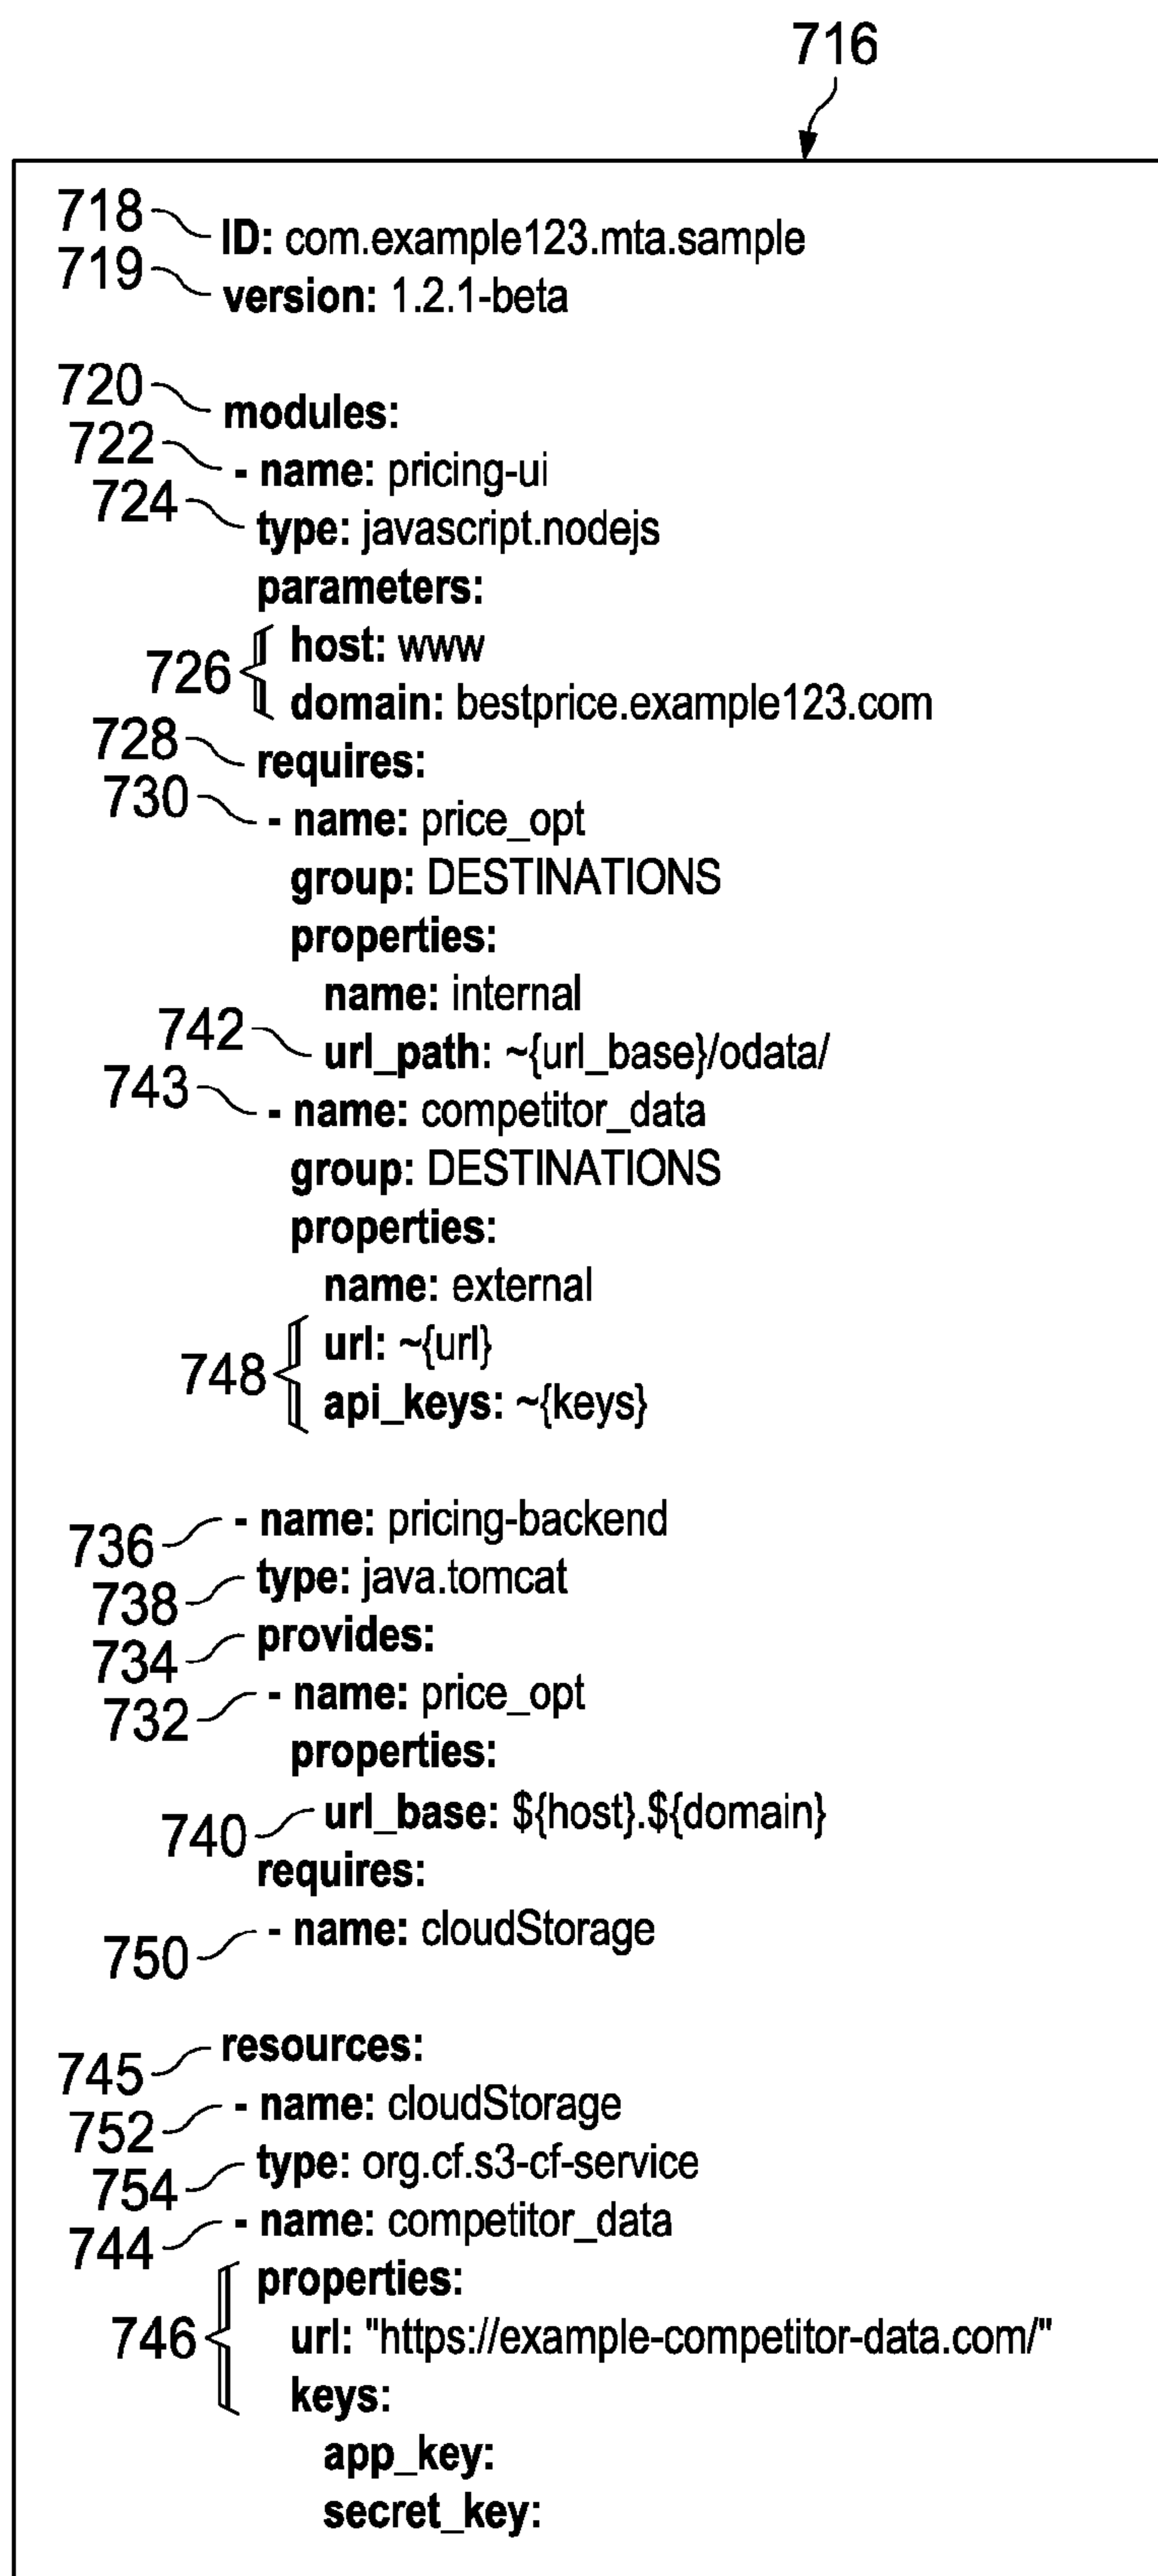 716
718 ID: com.example123.mta.sample
719 version: 1.2.1-beta
720 modules:
722 - name: pricing-ui
724 type: javascript.nodejs
parameters:
host: www
726
domain: bestprice.example123.com
728 requires:
730 - name: price_opt
group: DESTINATIONS
properties:
name: internal
742 url_path: ~{url_base}/odata/
743 - name: competitor_data
group: DESTINATIONS
properties:
name: external
url: ~{url}
748
api_keys: ~{keys}
736 - name: pricing-backend
738 type: java.tomcat
734 provides:
732 - name: price_opt
properties:
740 url_base: ${host}.${domain}
requires:
750 - name: cloudStorage
745 resources:
752 - name: cloudStorage
754 type: org.cf.s3-cf-service
744 - name: competitor_data
properties:
746 url: "https://example-competitor-data.com/"
keys:
app_key:
secret_key: